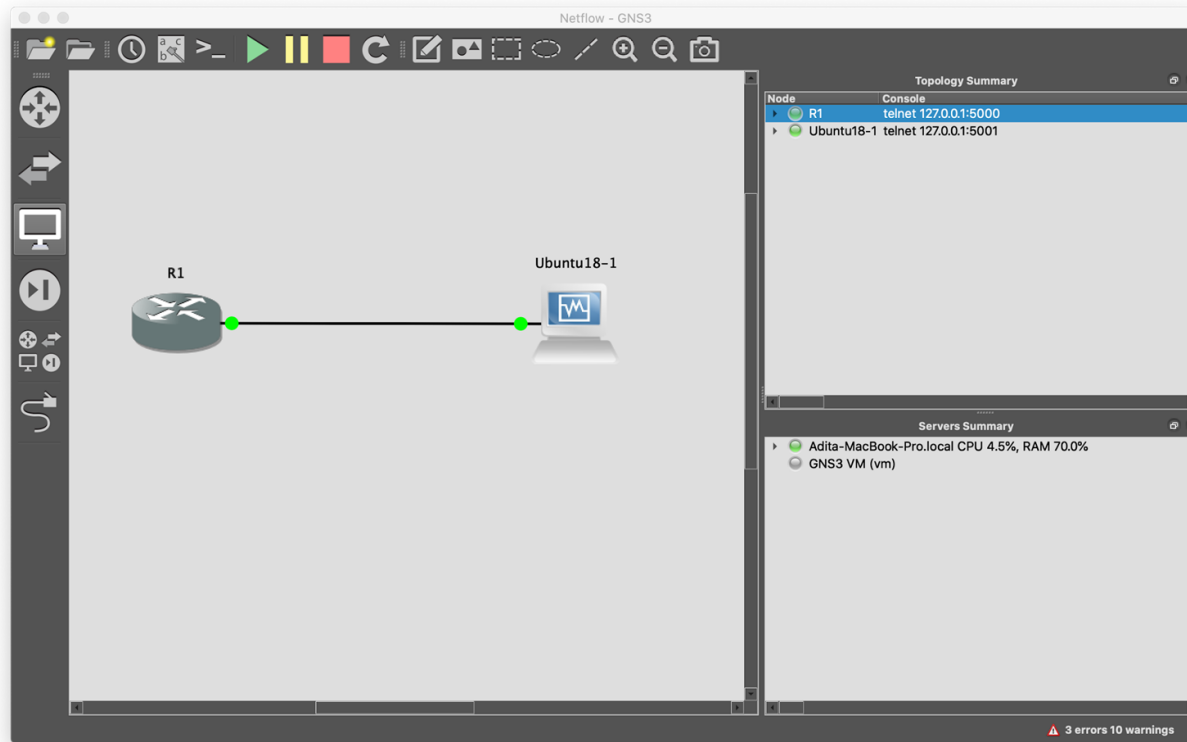 Netflow - GNS3
a c
b
>_
Topology Summary
Node Console
R1 telnet 127.0.0.1:5000
Ubuntu18-1 telnet 127.0.0.1:5001
Ubuntu18-1
R1
Servers Summary
Adita-MacBook-Pro.local CPU 4.5%, RAM 70.0%
GNS3 VM (vm)
3 errors 10 warnings